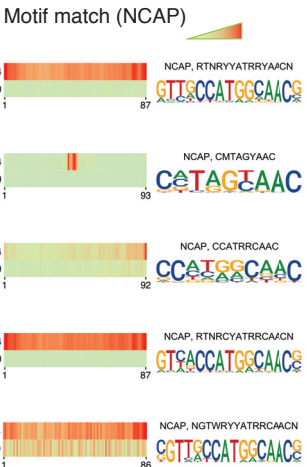 Motif match (NCAP)
NCAP, RTNRYYATRRYAACN
GTTGCCATGGCAACG
1 87
NCAP, CMTAGYAAC
CCTAGTAAC
1 93
NCAP, CCATRRCAAC
CCATGGCAAC
1 92
NCAP, RTNRCYATRRCAACN
GTCACCATGGCAACG
1 87
NCAP, NGTWRYYATRRCAACN
CGTTGCCATGGCAACG
1 86